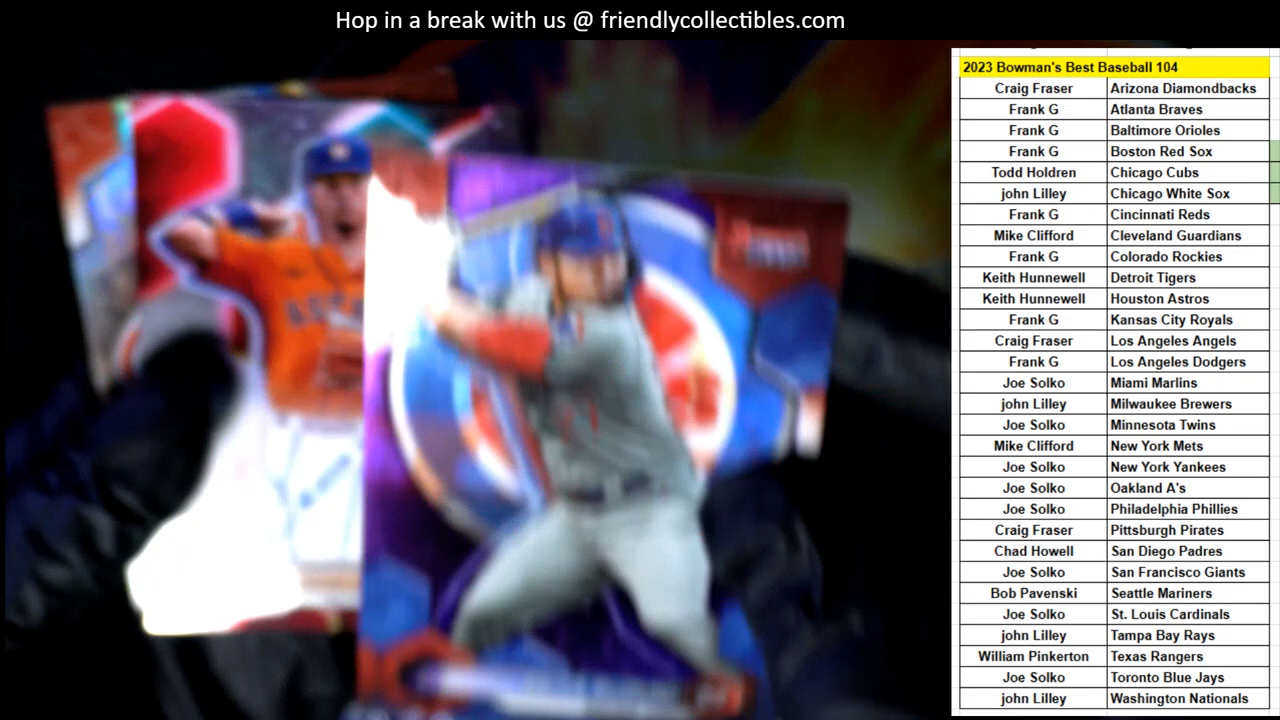 Hop in a break with us @ friendlycollectibles.com
2023 Bowman's Best Baseball 104
Craig Fraser Arizona Diamondbacks
Frank G Atlanta Braves
Frank G Baltimore Orioles
Frank G Boston Red Sox
Todd Holdren Chicago Cubs
john Lilley Chicago White Sox
Frank G Cincinnati Reds
Mike Clifford Cleveland Guardians
Frank G Colorado Rockies
Keith Hunnewell Detroit Tigers
Keith Hunnewell Houston Astros
Frank G Kansas City Royals
Craig Fraser Los Angeles Angels
Frank G Los Angeles Dodgers
Joe Solko Miami Marlins
john Lilley Milwaukee Brewers
Joe Solko Minnesota Twins
Mike Clifford New York Mets
Joe Solko New York Yankees
Joe Solko Oakland A's
Joe Solko Philadelphia Phillies
Craig Fraser Pittsburgh Pirates
Chad Howell San Diego Padres
Joe Solko San Francisco Giants
Bob Pavenski Seattle Mariners
Joe Solko St. Louis Cardinals
john Lilley Tampa Bay Rays
William Pinkerton Texas Rangers
Joe Solko Toronto Blue Jays
john Lilley Washington Nationals